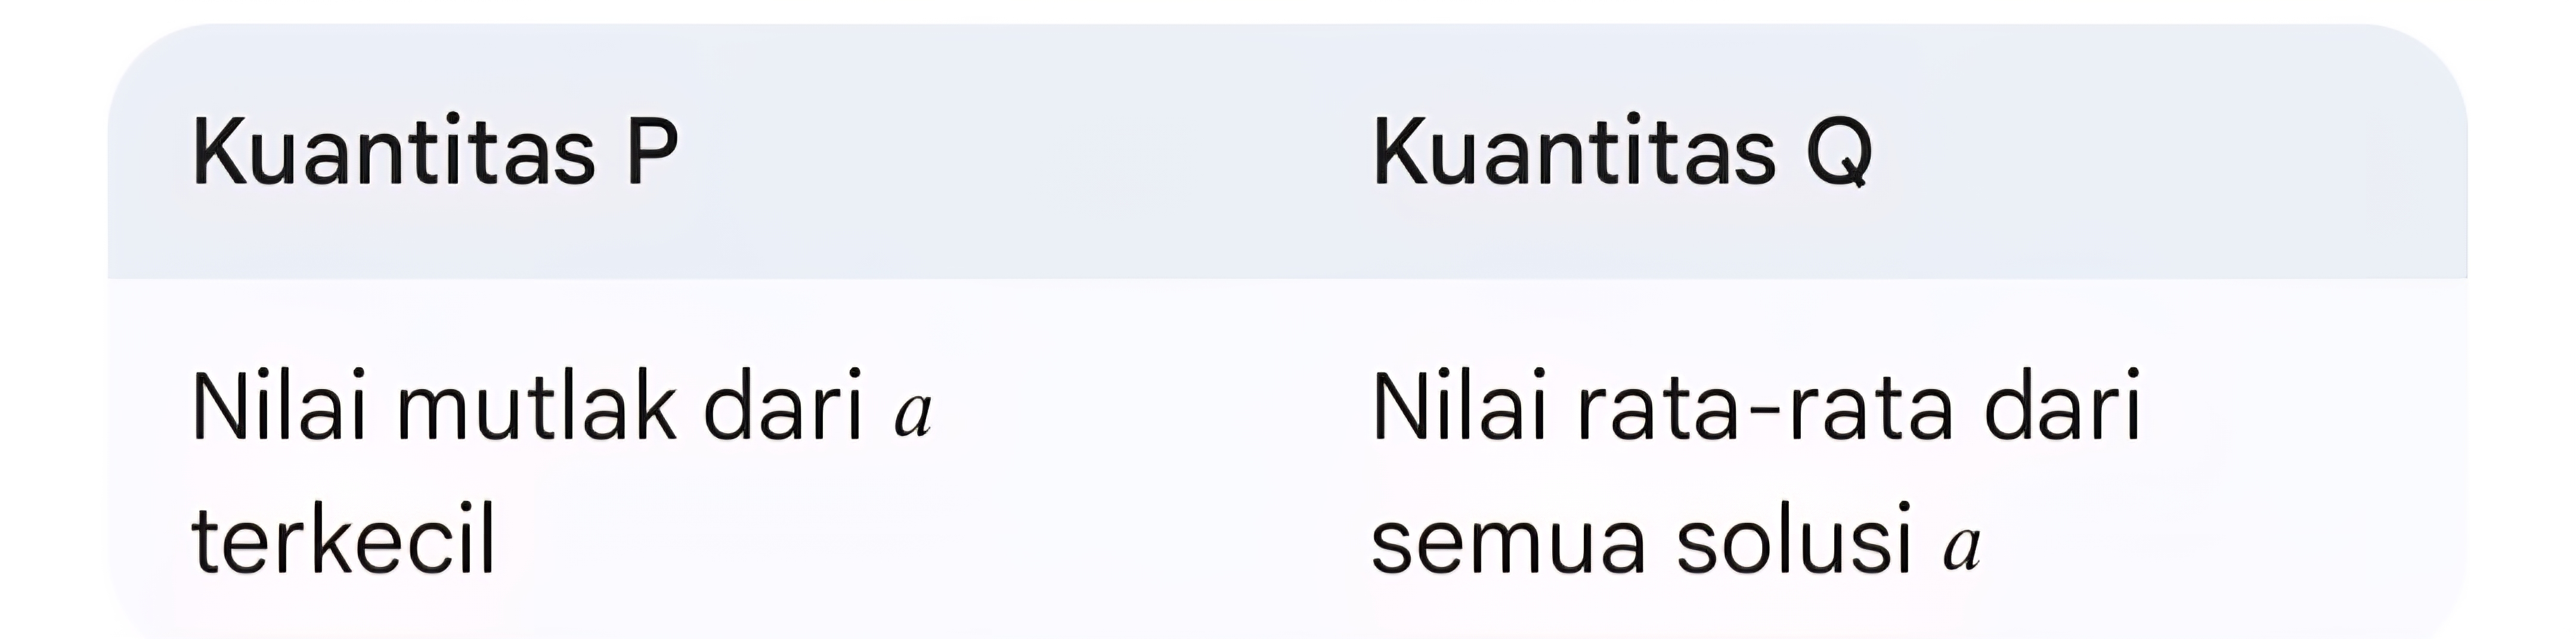 Kuantitas P
Kuantitas Q
Nilai mutlak dari a
terkecil
Nilai rata-rata dari
semua solusi a